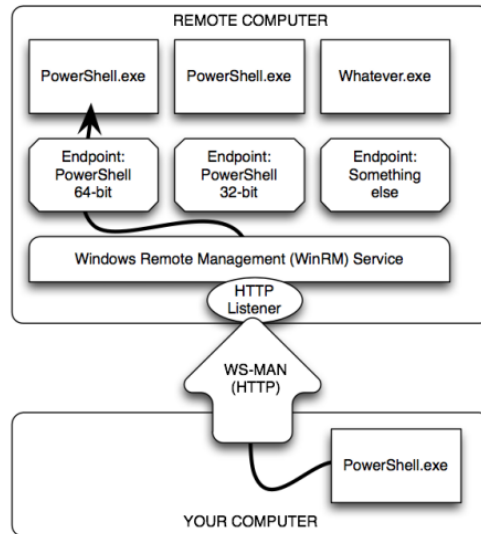 REMOTE COMPUTER
PowerShell.exe
PowerShell.exe
Whatever.exe
Endpoint:
PowerShell
64-bit
Endpoint:
PowerShell
32-bit
Endpoint:
Something
else
Windows Remote Management (WinRM) Service
HTTP
Listener
WS-MAN
(HTTP)
PowerShell.exe
YOUR COMPUTER